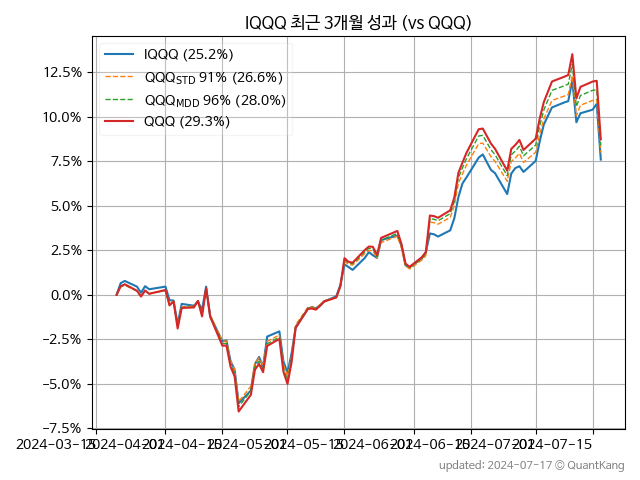 IQQQ 최근 3개월 성과 (vs QQQ)
IQQQ (25.2%)
QQQSTD 91% (26.6%)
QQQMDD 96% (28.0%)
QQQ (29.3%)
12.5%
10.0%
7.5%
5.0%
2.5%
0.0%
−2.5%
−5.0%
−7.5%
2024-03-15 2024-04-01 2024-04-15 2024-05-01 2024-05-15 2024-06-01 2024-06-15 2024-07-01 2024-07-15
updated: 2024-07-17 © QuantKang